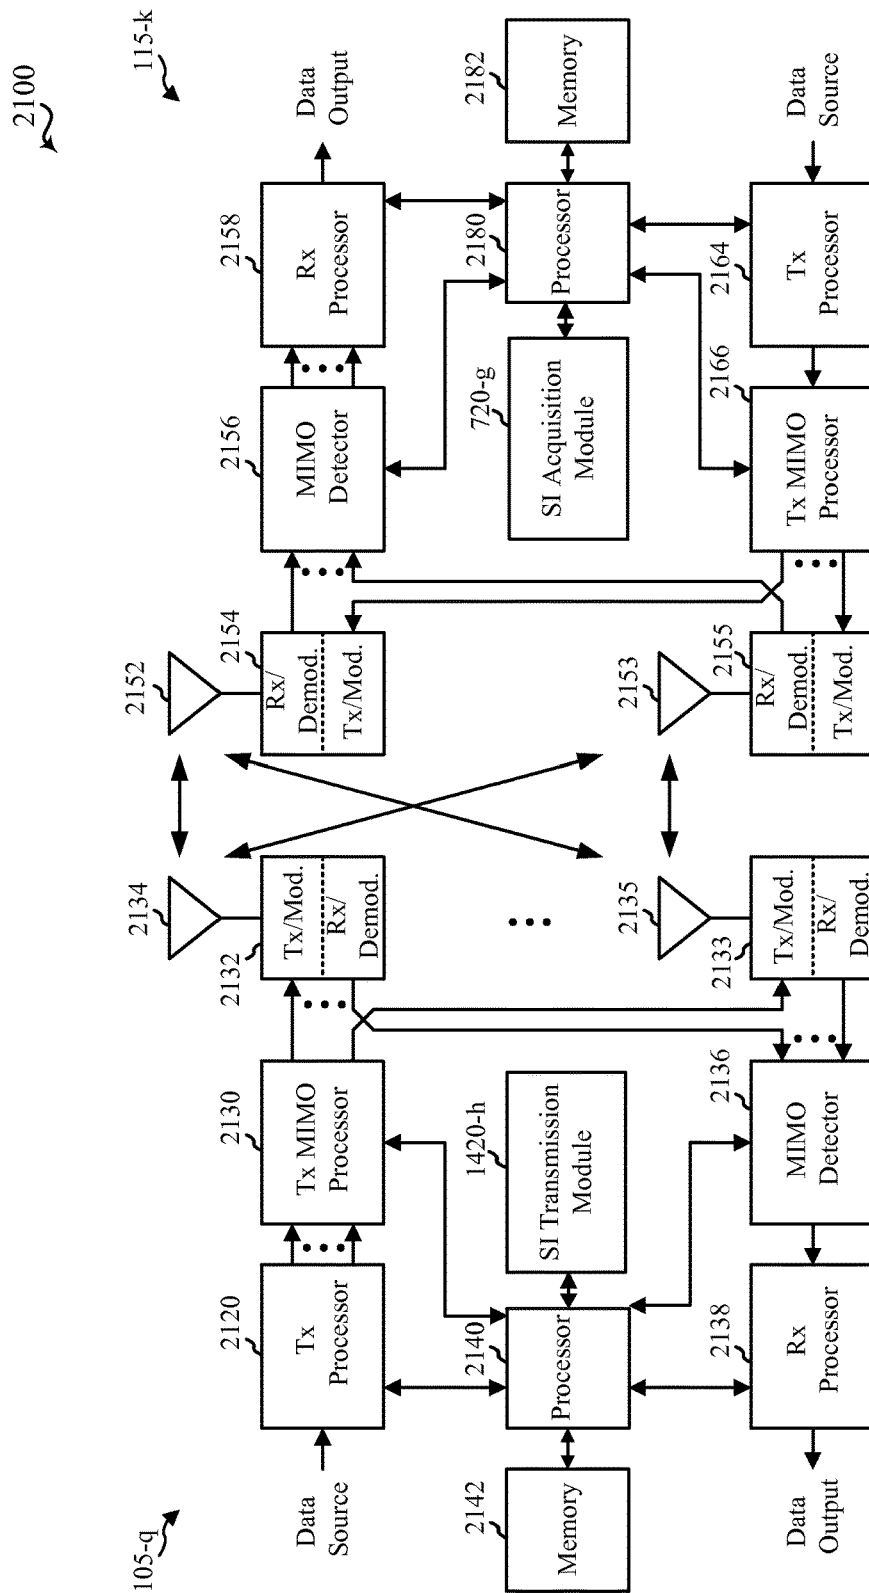 2100
105-q
115-k
2134
2152
Data
Source
2120
Tx
Processor
2130
Tx MIMO
Processor
2132
Tx/Mod.
Rx/
Demod.
2154
Rx/
Demod.
Tx/Mod.
2156
MIMO
Detector
2158
Rx
Processor
Data
Output
2142
Memory
2140
Processor
1420-h
SI Transmission
Module
720-g
SI Acquisition
Module
2180
Processor
2182
Memory
2135
2153
Data
Output
2138
Rx
Processor
2136
MIMO
Detector
2133
Tx/Mod.
Rx/
Demod.
2155
Rx/
Demod.
Tx/Mod.
2166
Tx MIMO
Processor
2164
Tx
Processor
Data
Source